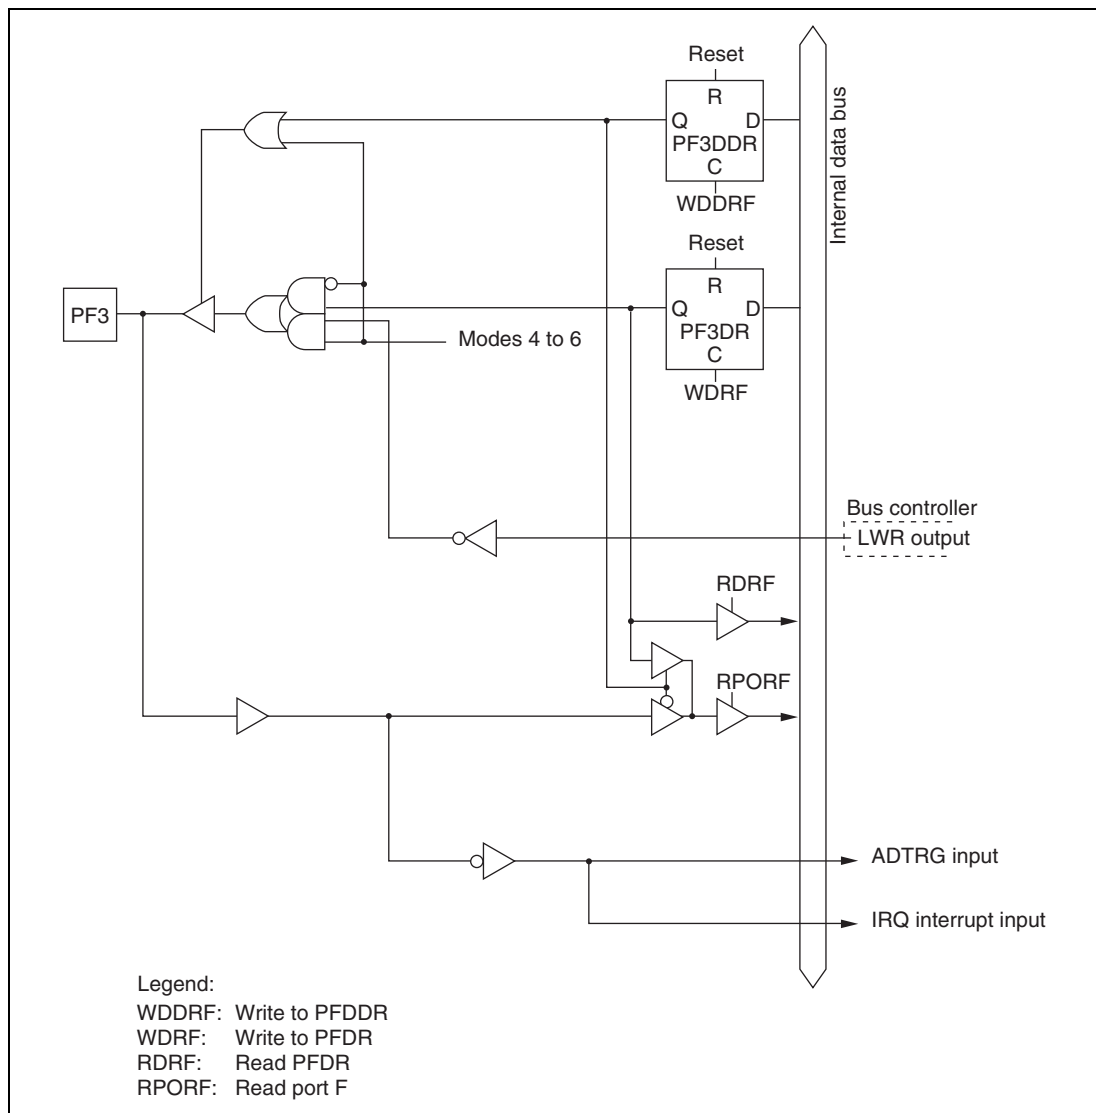 Reset
R
Q D
PF3DDR
C
WDDRF
Internal data bus
Reset
R
Q D
PF3DR
C
WDRF
PF3
Modes 4 to 6
Bus controller
LWR output
RDRF
RPORF
ADTRG input
IRQ interrupt input
Legend:
WDDRF: Write to PFDDR
WDRF: Write to PFDR
RDRF: Read PFDR
RPORF: Read port F